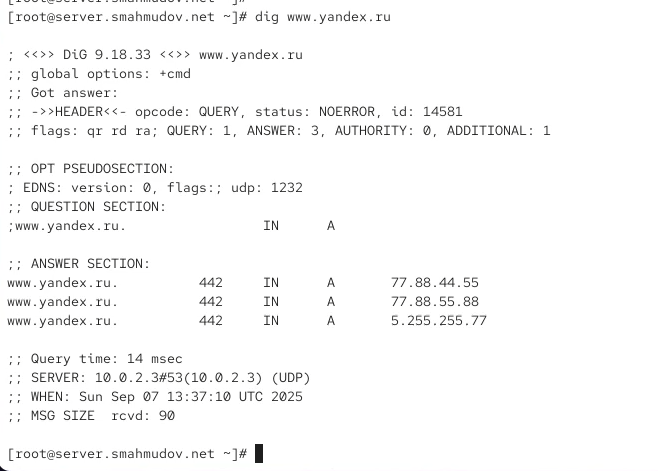 [root@server.smahmudov.net ~]#
[root@server.smahmudov.net ~]# dig www.yandex.ru

; <<>> DiG 9.18.33 <<>> www.yandex.ru
;; global options: +cmd
;; Got answer:
;; ->>HEADER<<- opcode: QUERY, status: NOERROR, id: 14581
;; flags: qr rd ra; QUERY: 1, ANSWER: 3, AUTHORITY: 0, ADDITIONAL: 1

;; OPT PSEUDOSECTION:
; EDNS: version: 0, flags:; udp: 1232
;; QUESTION SECTION:
;www.yandex.ru.                 IN      A

;; ANSWER SECTION:
www.yandex.ru.          442     IN      A       77.88.44.55
www.yandex.ru.          442     IN      A       77.88.55.88
www.yandex.ru.          442     IN      A       5.255.255.77

;; Query time: 14 msec
;; SERVER: 10.0.2.3#53(10.0.2.3) (UDP)
;; WHEN: Sun Sep 07 13:37:10 UTC 2025
;; MSG SIZE  rcvd: 90

[root@server.smahmudov.net ~]#